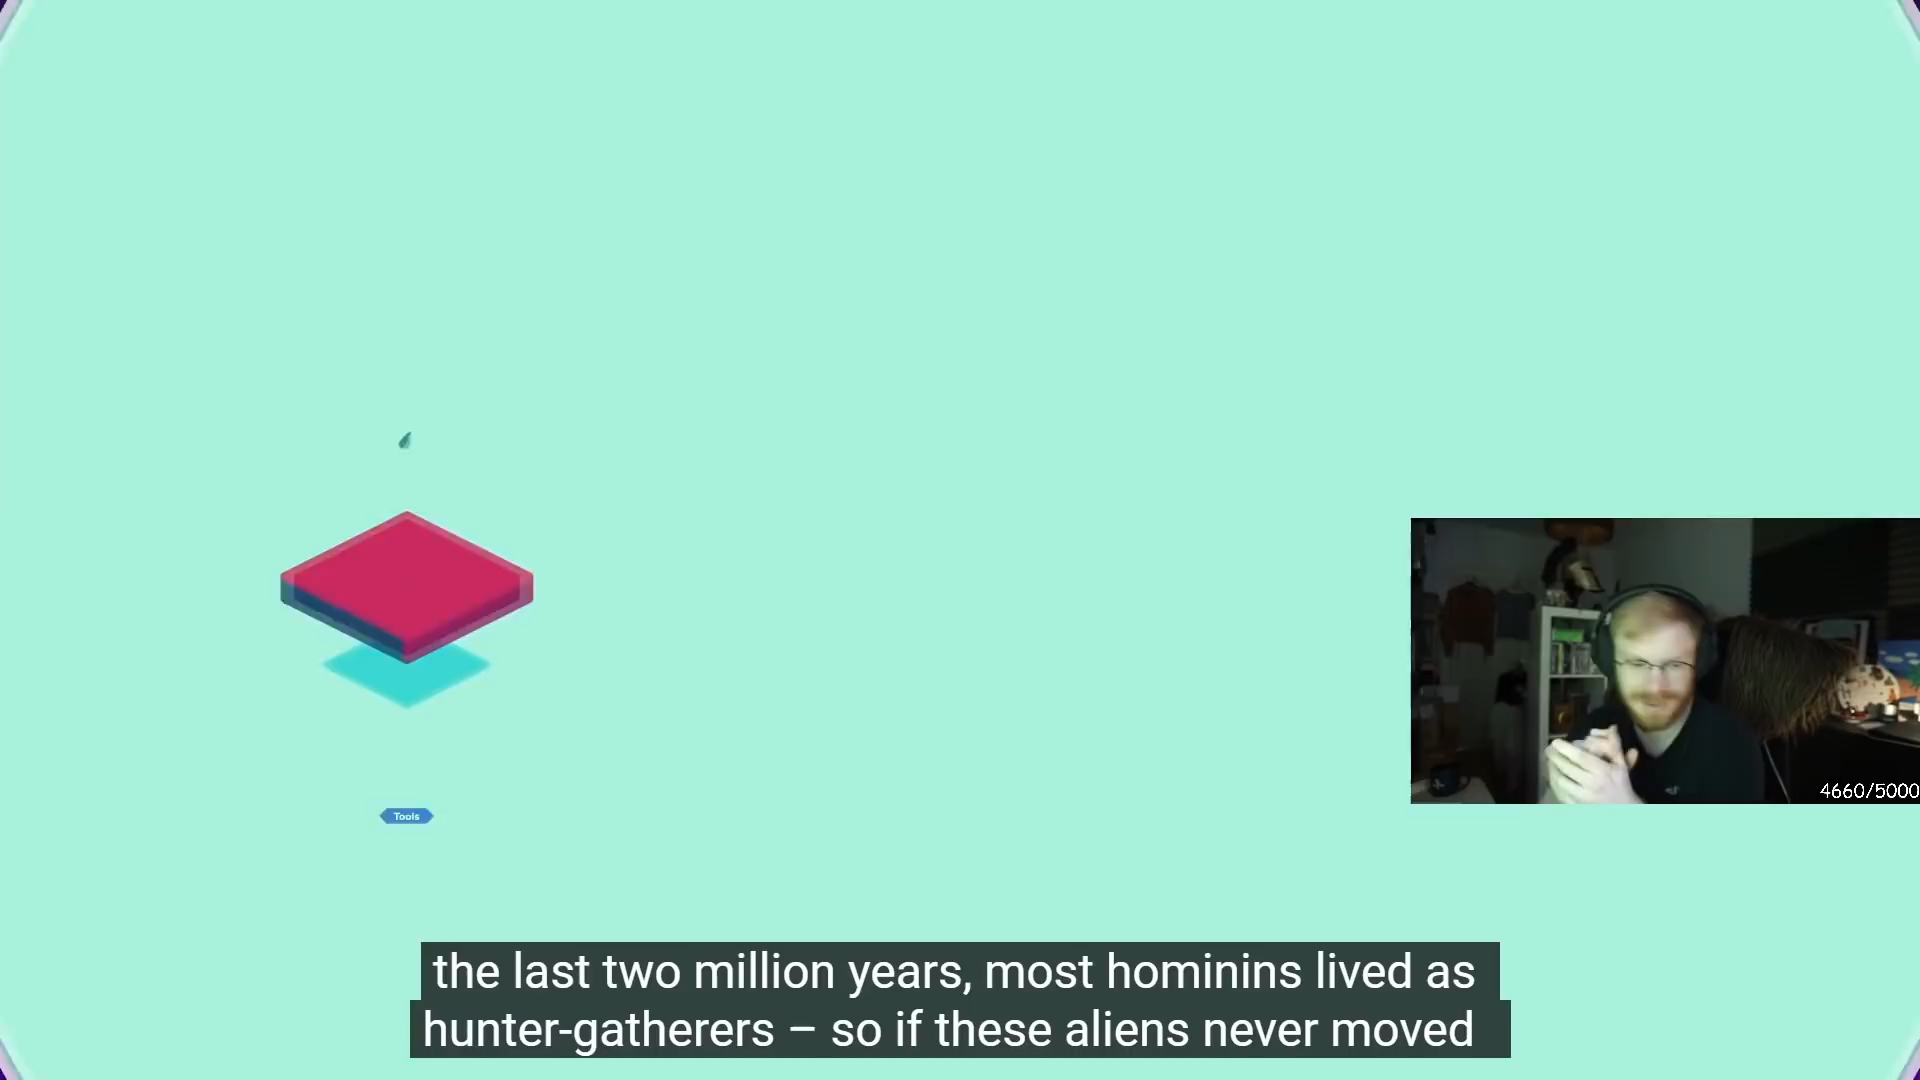 4660/5000
Tools
the last two million years, most hominins lived as
hunter-gatherers – so if these aliens never moved